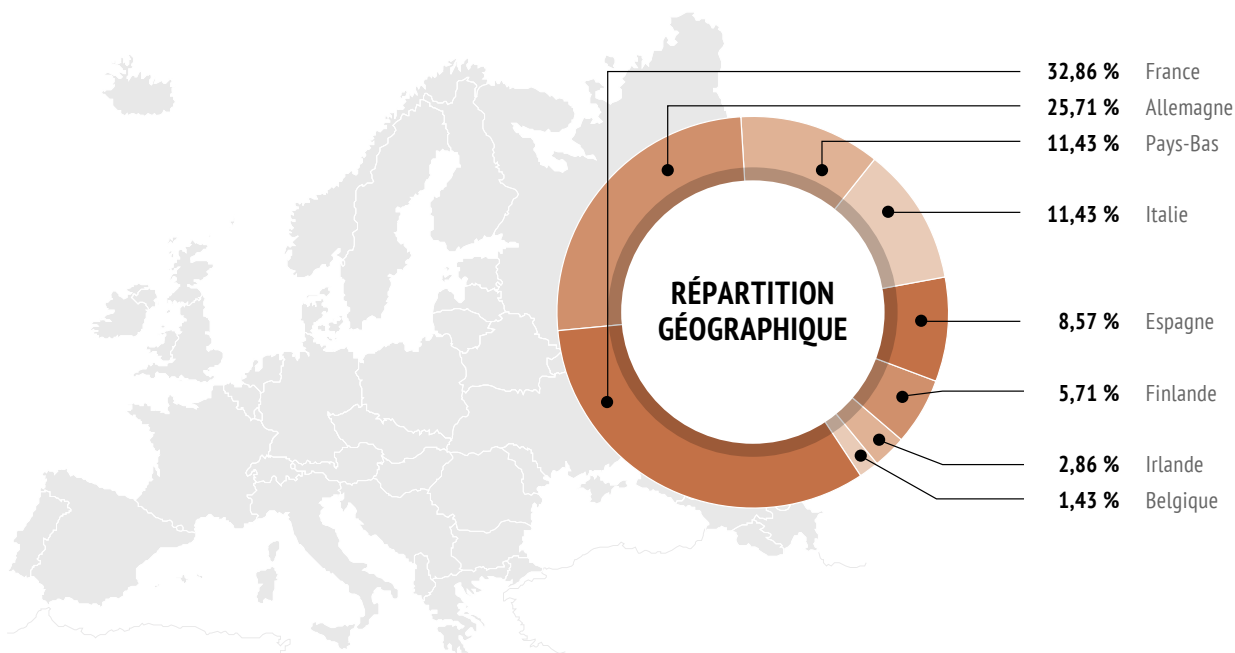 32,86 % France
25,71 % Allemagne
11,43 % Pays-Bas
11,43 % Italie
RÉPARTITION
GÉOGRAPHIQUE
8,57 % Espagne
5,71 % Finlande
2,86 % Irlande
1,43 % Belgique